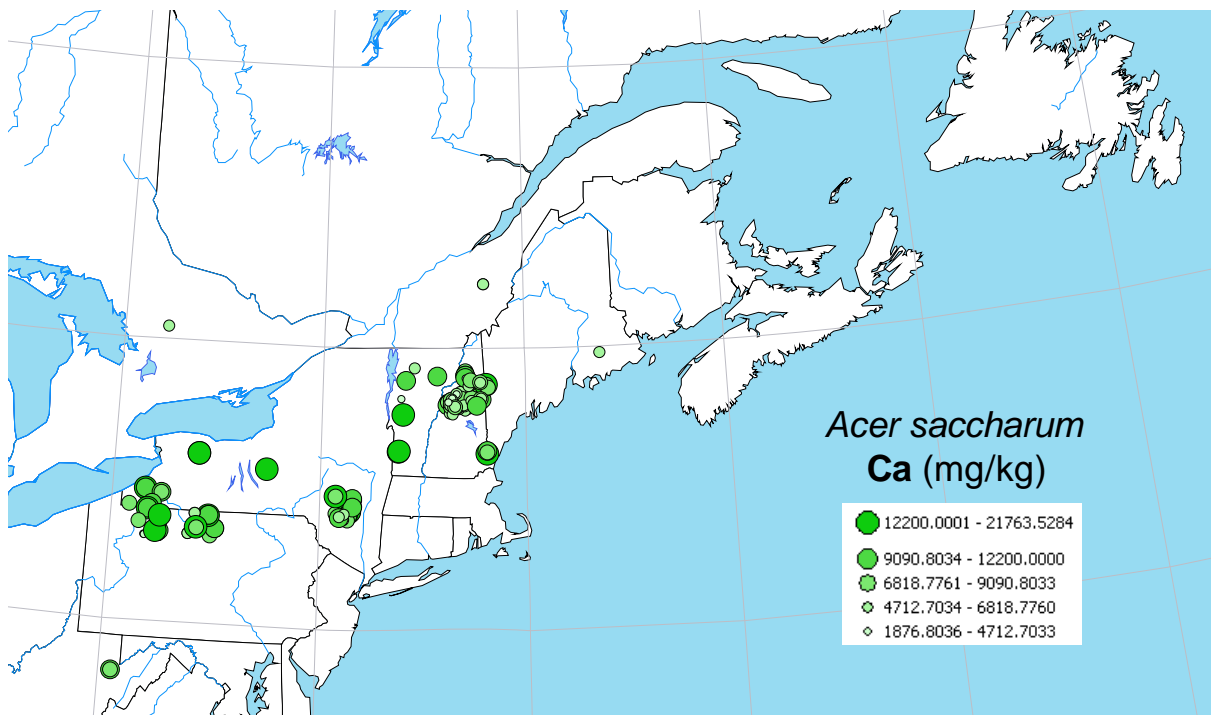 Acer saccharum
Ca (mg/kg)
12200.0001 - 21763.5284
9090.8034 - 12200.0000
6818.7761 - 9090.8033
4712.7034 - 6818.7760
1876.8036 - 4712.7033